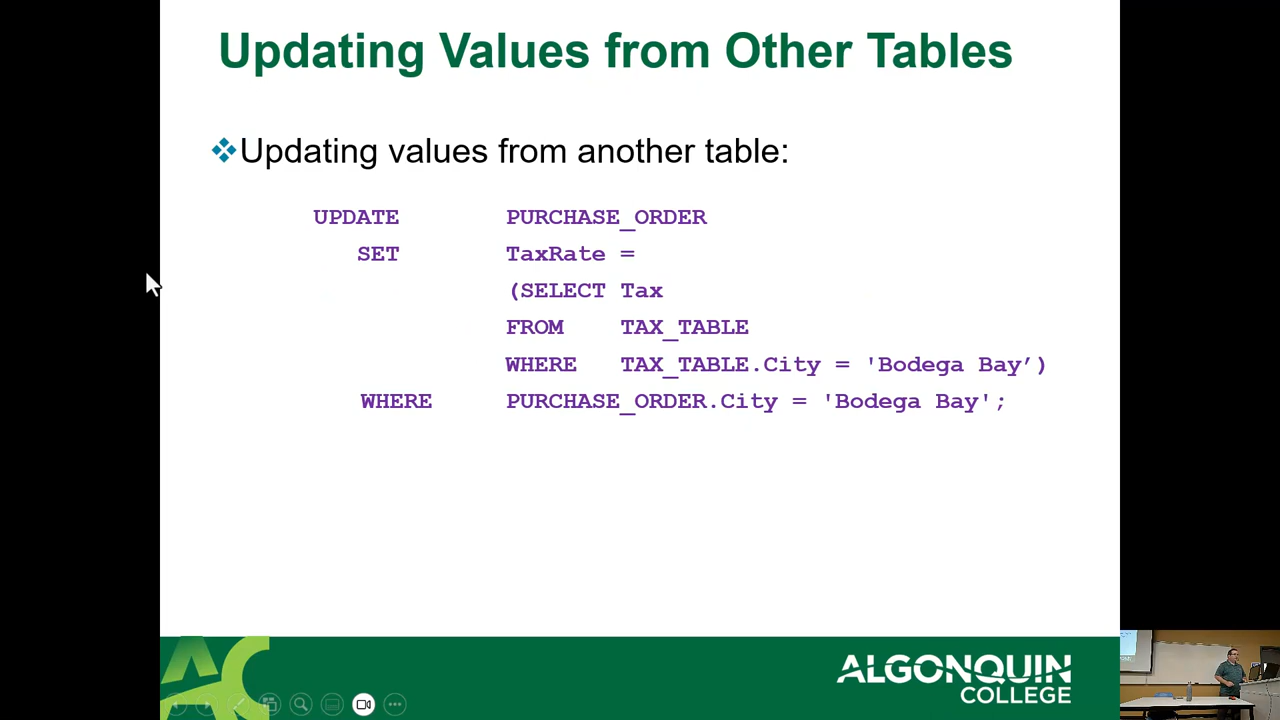 Updating Values from Other Tables
Updating values from another table:
UPDATE PURCHASE_ORDER
SET TaxRate =
(SELECT Tax
FROM TAX_TABLE
WHERE TAX_TABLE.City = 'Bodega Bay’)
WHERE PURCHASE_ORDER.City = 'Bodega Bay';
AC
ALGONQUIN
COLLEGE